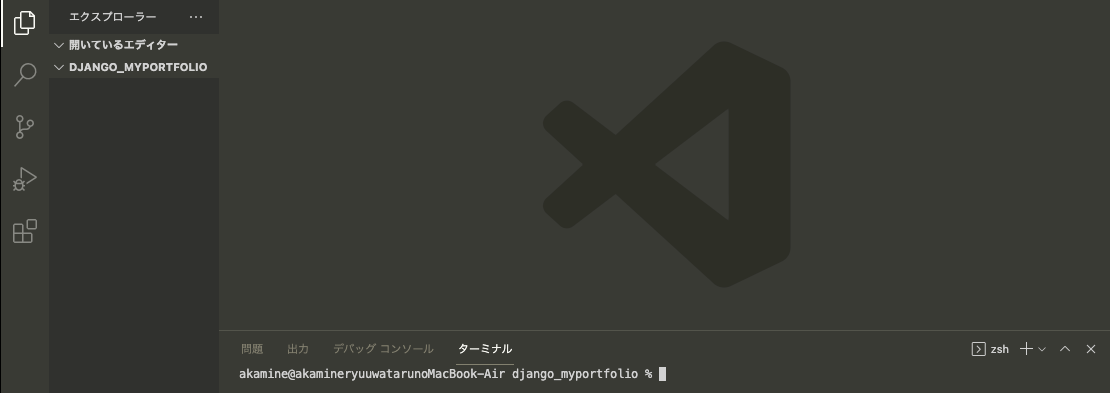 エクスプローラー ···
開いているエディター
DJANGO_MYPORTFOLIO
問題 出力 デバッグ コンソール ターミナル zsh
akamine@akamineryuuwatarunoMacBook-Air django_myportfolio %